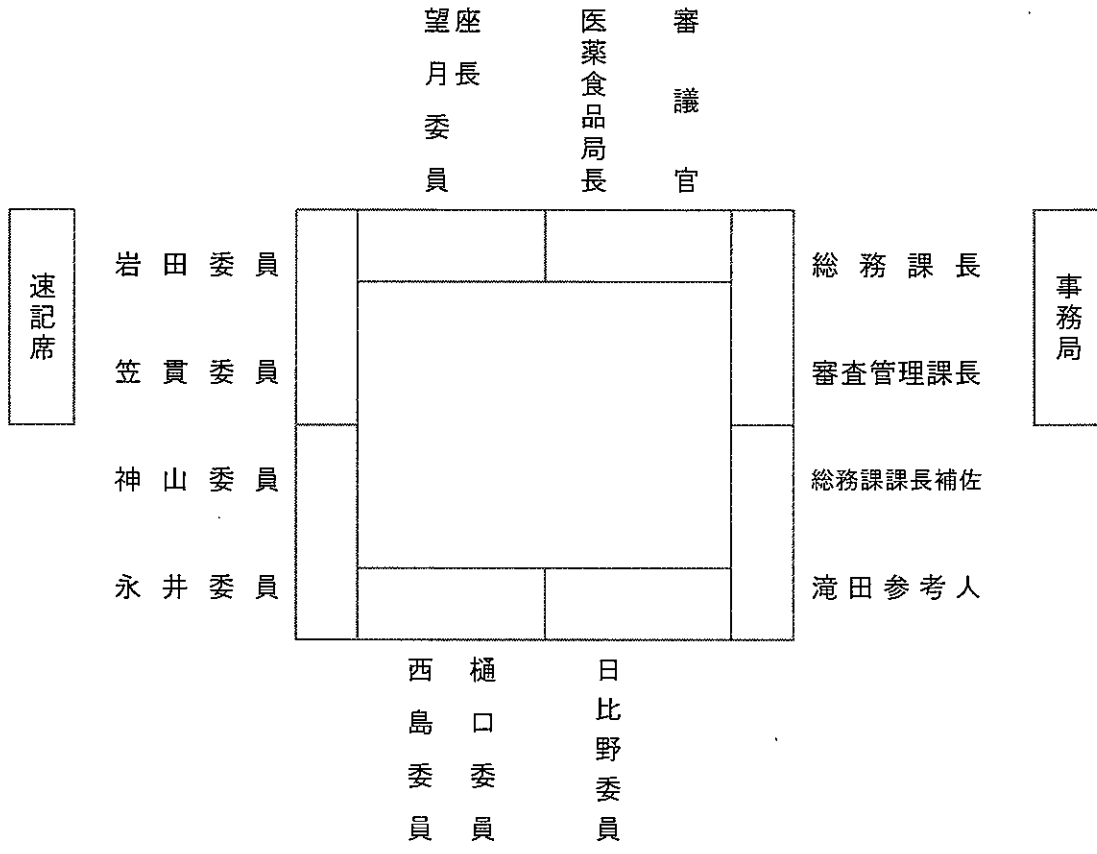 座長
望月委員
医薬食品局長
審議官
速記席
岩田委員
笠貫委員
神山委員
永井委員
総務課長
審査管理課長
総務課課長補佐
滝田参考人
事務局
西島委員
樋口委員
日比野委員